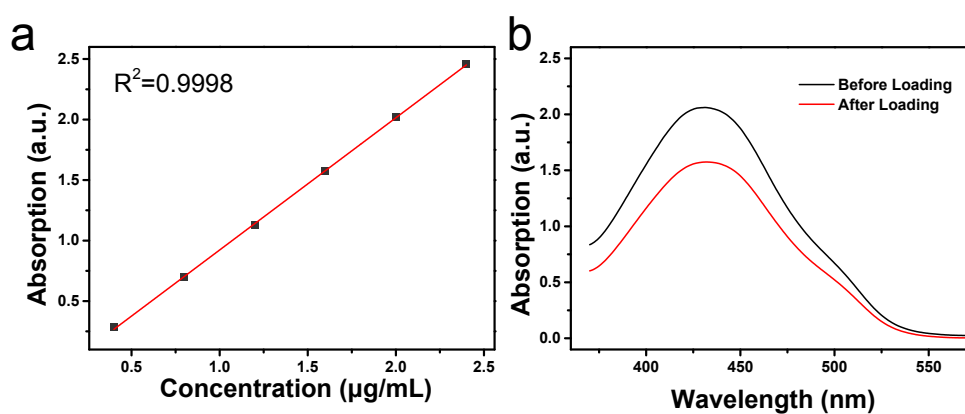 a
R²=0.9998
Absorption (a.u.)
2.5
2.0
1.5
1.0
0.5
0.5
1.0
1.5
2.0
2.5
Concentration (μg/mL)
b
Before Loading
After Loading
Absorption (a.u.)
2.5
2.0
1.5
1.0
0.5
0.0
400
450
500
550
Wavelength (nm)